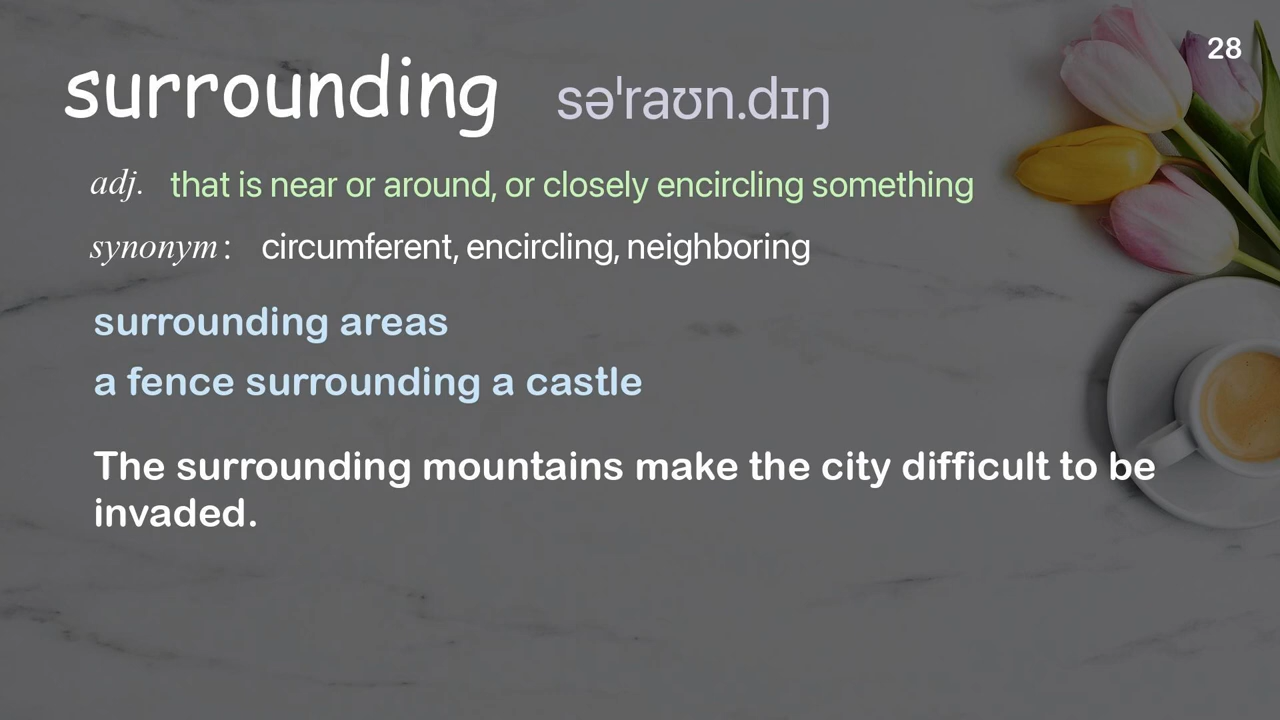 28
surrounding səˈraʊn.dɪŋ
adj. that is near or around, or closely encircling something
synonym: circumferent, encircling, neighboring
surrounding areas
a fence surrounding a castle
The surrounding mountains make the city difficult to be
invaded.